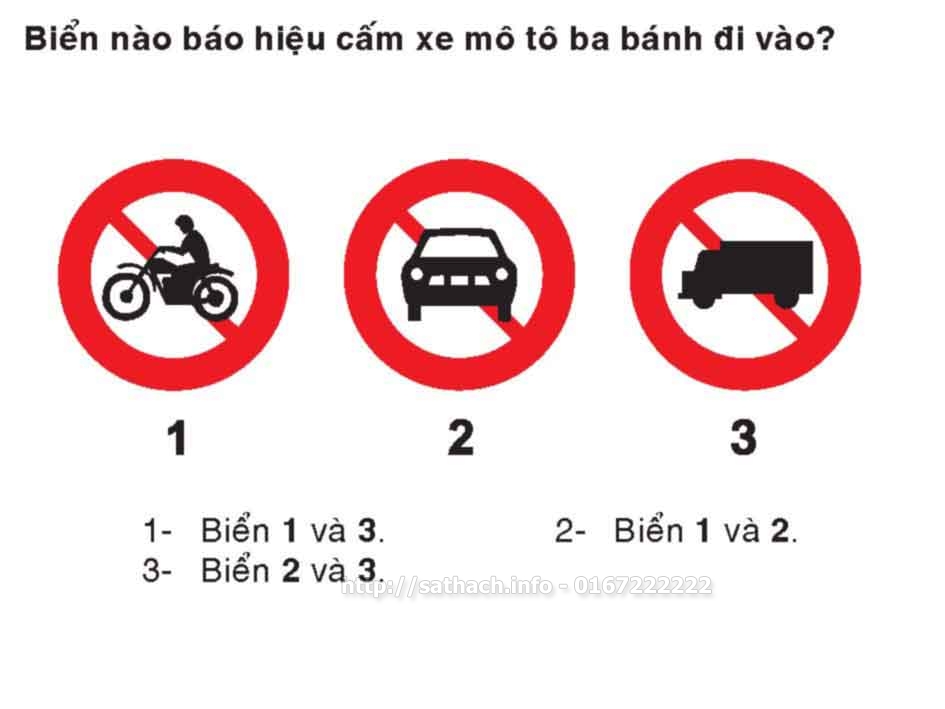 Biển nào báo hiệu cấm xe mô tô ba bánh đi vào?
1 2 3
1- Biển 1 và 3. 2- Biển 1 và 2.
3- Biển 2 và 3.
http://sathach.info - 0167222222